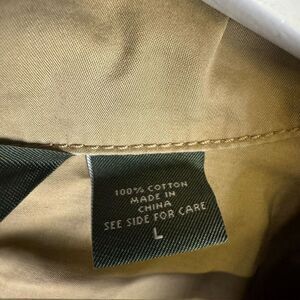 100% COTTON
MADE IN
CHINA
SEE SIDE FOR CARE
L